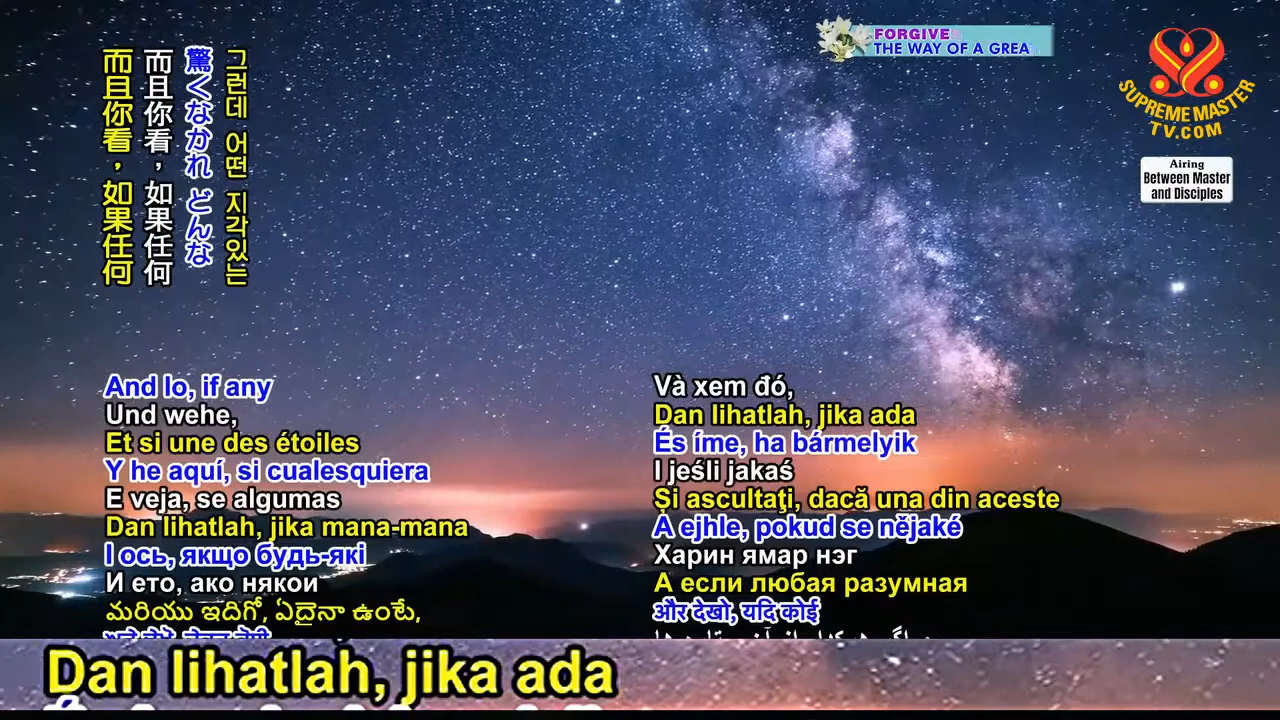 FORGIVE
THE WAY OF A GREA
SUPREME MASTER
TV.COM
Airing
Between Master
and Disciples
그런데 어떤 지각있는
驚くなかれ どんな
而且你看，如果任何
而且你看，如果任何
And lo, if any
Und wehe,
Et si une des étoiles
Y he aquí, si cualesquiera
E veja, se algumas
Dan lihatlah, jika mana-mana
І ось, якщо будь-які
И ето, ако някои
మరియు ఇదిగో, ఏదైనా ఉంటే,
Và xem đó,
Dan lihatlah, jika ada
És íme, ha bármelyik
I jeśli jakaś
Și ascultaţi, dacă una din aceste
A ejhle, pokud se nějaké
Харин ямар нэг
А если любая разумная
और देखो, यदि कोई
Dan lihatlah, jika ada